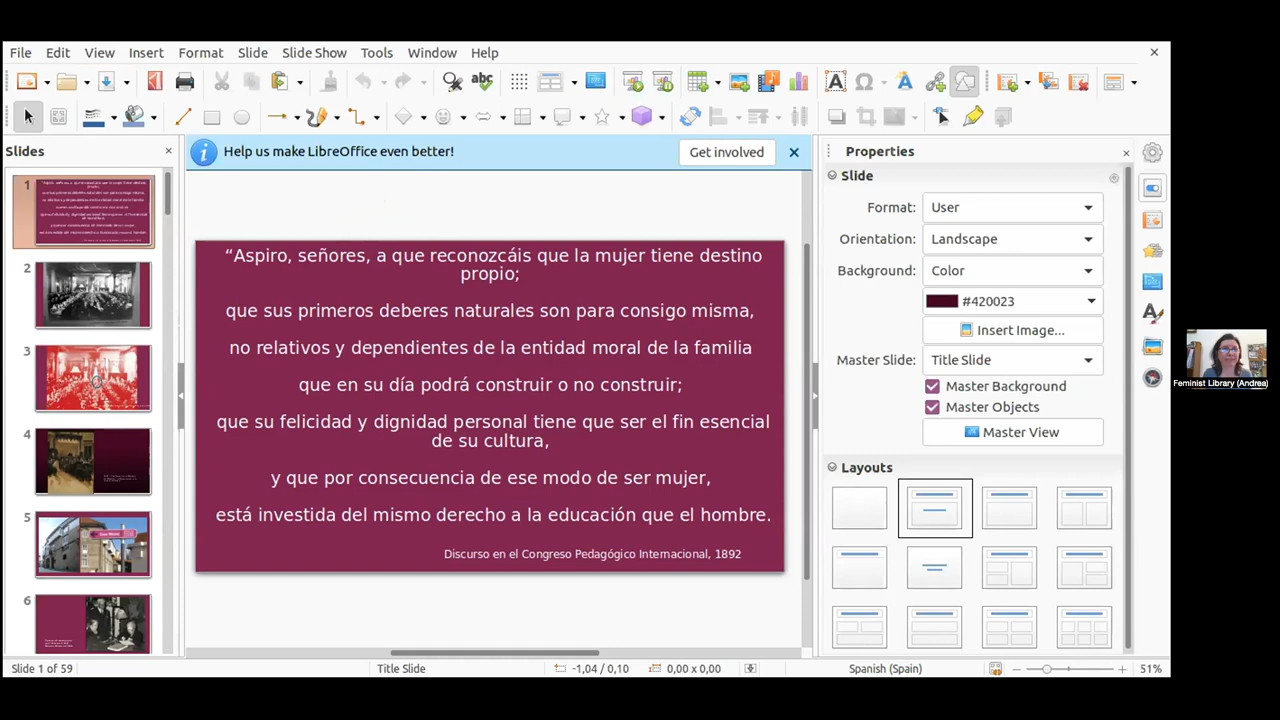 File Edit View Insert Format Slide Slide Show Tools Window Help
Slides
Help us make LibreOffice even better!
Get involved
1
2
3
4
5
6
“Aspiro, señores, a que reconozcáis que la mujer tiene destino
propio;
que sus primeros deberes naturales son para consigo misma,
no relativos y dependientes de la entidad moral de la familia
que en su día podrá construir o no construir;
que su felicidad y dignidad personal tiene que ser el fin esencial
de su cultura,
y que por consecuencia de ese modo de ser mujer,
está investida del mismo derecho a la educación que el hombre.
Discurso en el Congreso Pedagógico Internacional, 1892
Properties
Slide
Format: User
Orientation: Landscape
Background: Color
#420023
Insert Image...
Master Slide: Title Slide
Master Background
Master Objects
Master View
Layouts
Feminist Library (Andrea)
Slide 1 of 59 Title Slide -1,04 / 0,10 0,00 x 0,00 Spanish (Spain) 51%